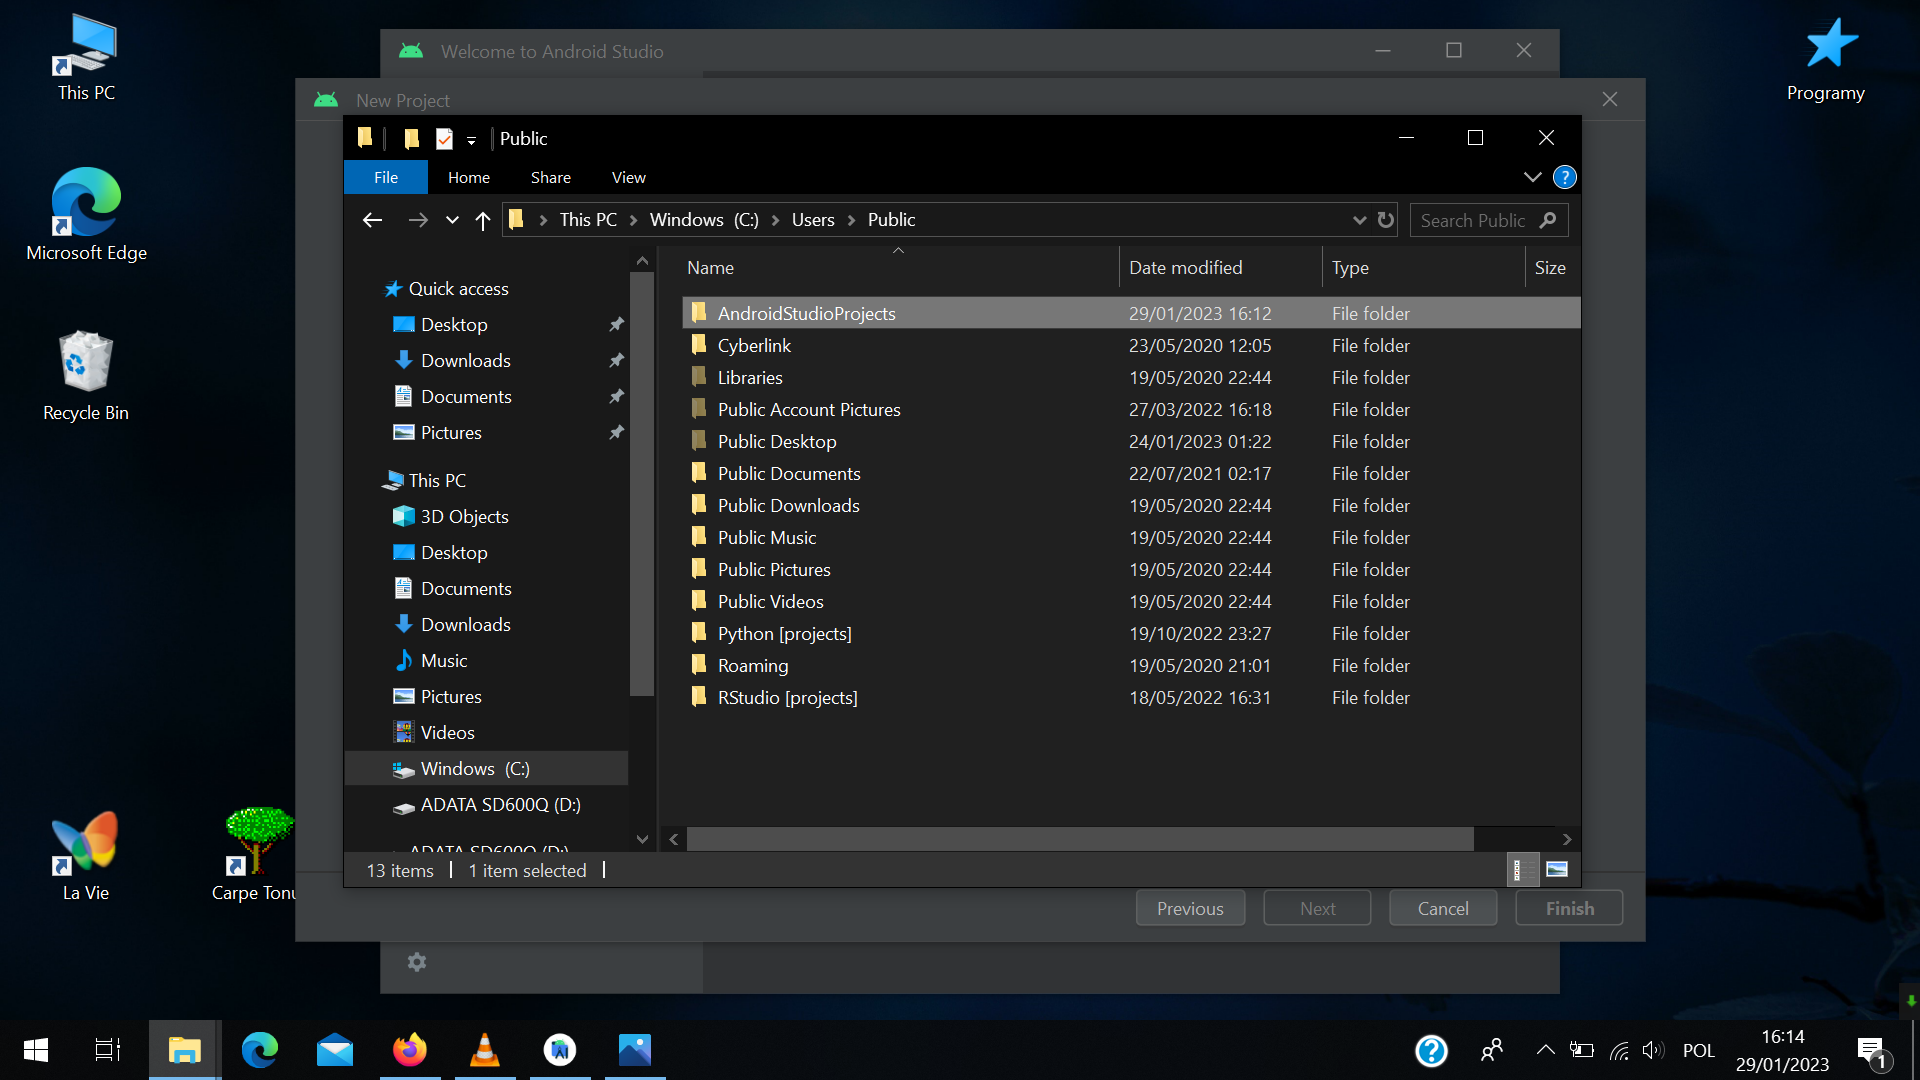 This PC
Microsoft Edge
Recycle Bin
La Vie
Carpe Tonu
Programy
Welcome to Android Studio
New Project
Public
File Home Share View
This PC Windows (C:) Users Public
Search Public
Quick access
Desktop
Downloads
Documents
Pictures
This PC
3D Objects
Desktop
Documents
Downloads
Music
Pictures
Videos
Windows (C:)
ADATA SD600Q (D:)
ADATA SD600Q (D:)
Name Date modified Type Size
AndroidStudioProjects 29/01/2023 16:12 File folder
Cyberlink 23/05/2020 12:05 File folder
Libraries 19/05/2020 22:44 File folder
Public Account Pictures 27/03/2022 16:18 File folder
Public Desktop 24/01/2023 01:22 File folder
Public Documents 22/07/2021 02:17 File folder
Public Downloads 19/05/2020 22:44 File folder
Public Music 19/05/2020 22:44 File folder
Public Pictures 19/05/2020 22:44 File folder
Public Videos 19/05/2020 22:44 File folder
Python [projects] 19/10/2022 23:27 File folder
Roaming 19/05/2020 21:01 File folder
RStudio [projects] 18/05/2022 16:31 File folder
13 items 1 item selected
Previous Next Cancel Finish
POL
16:14
29/01/2023
1